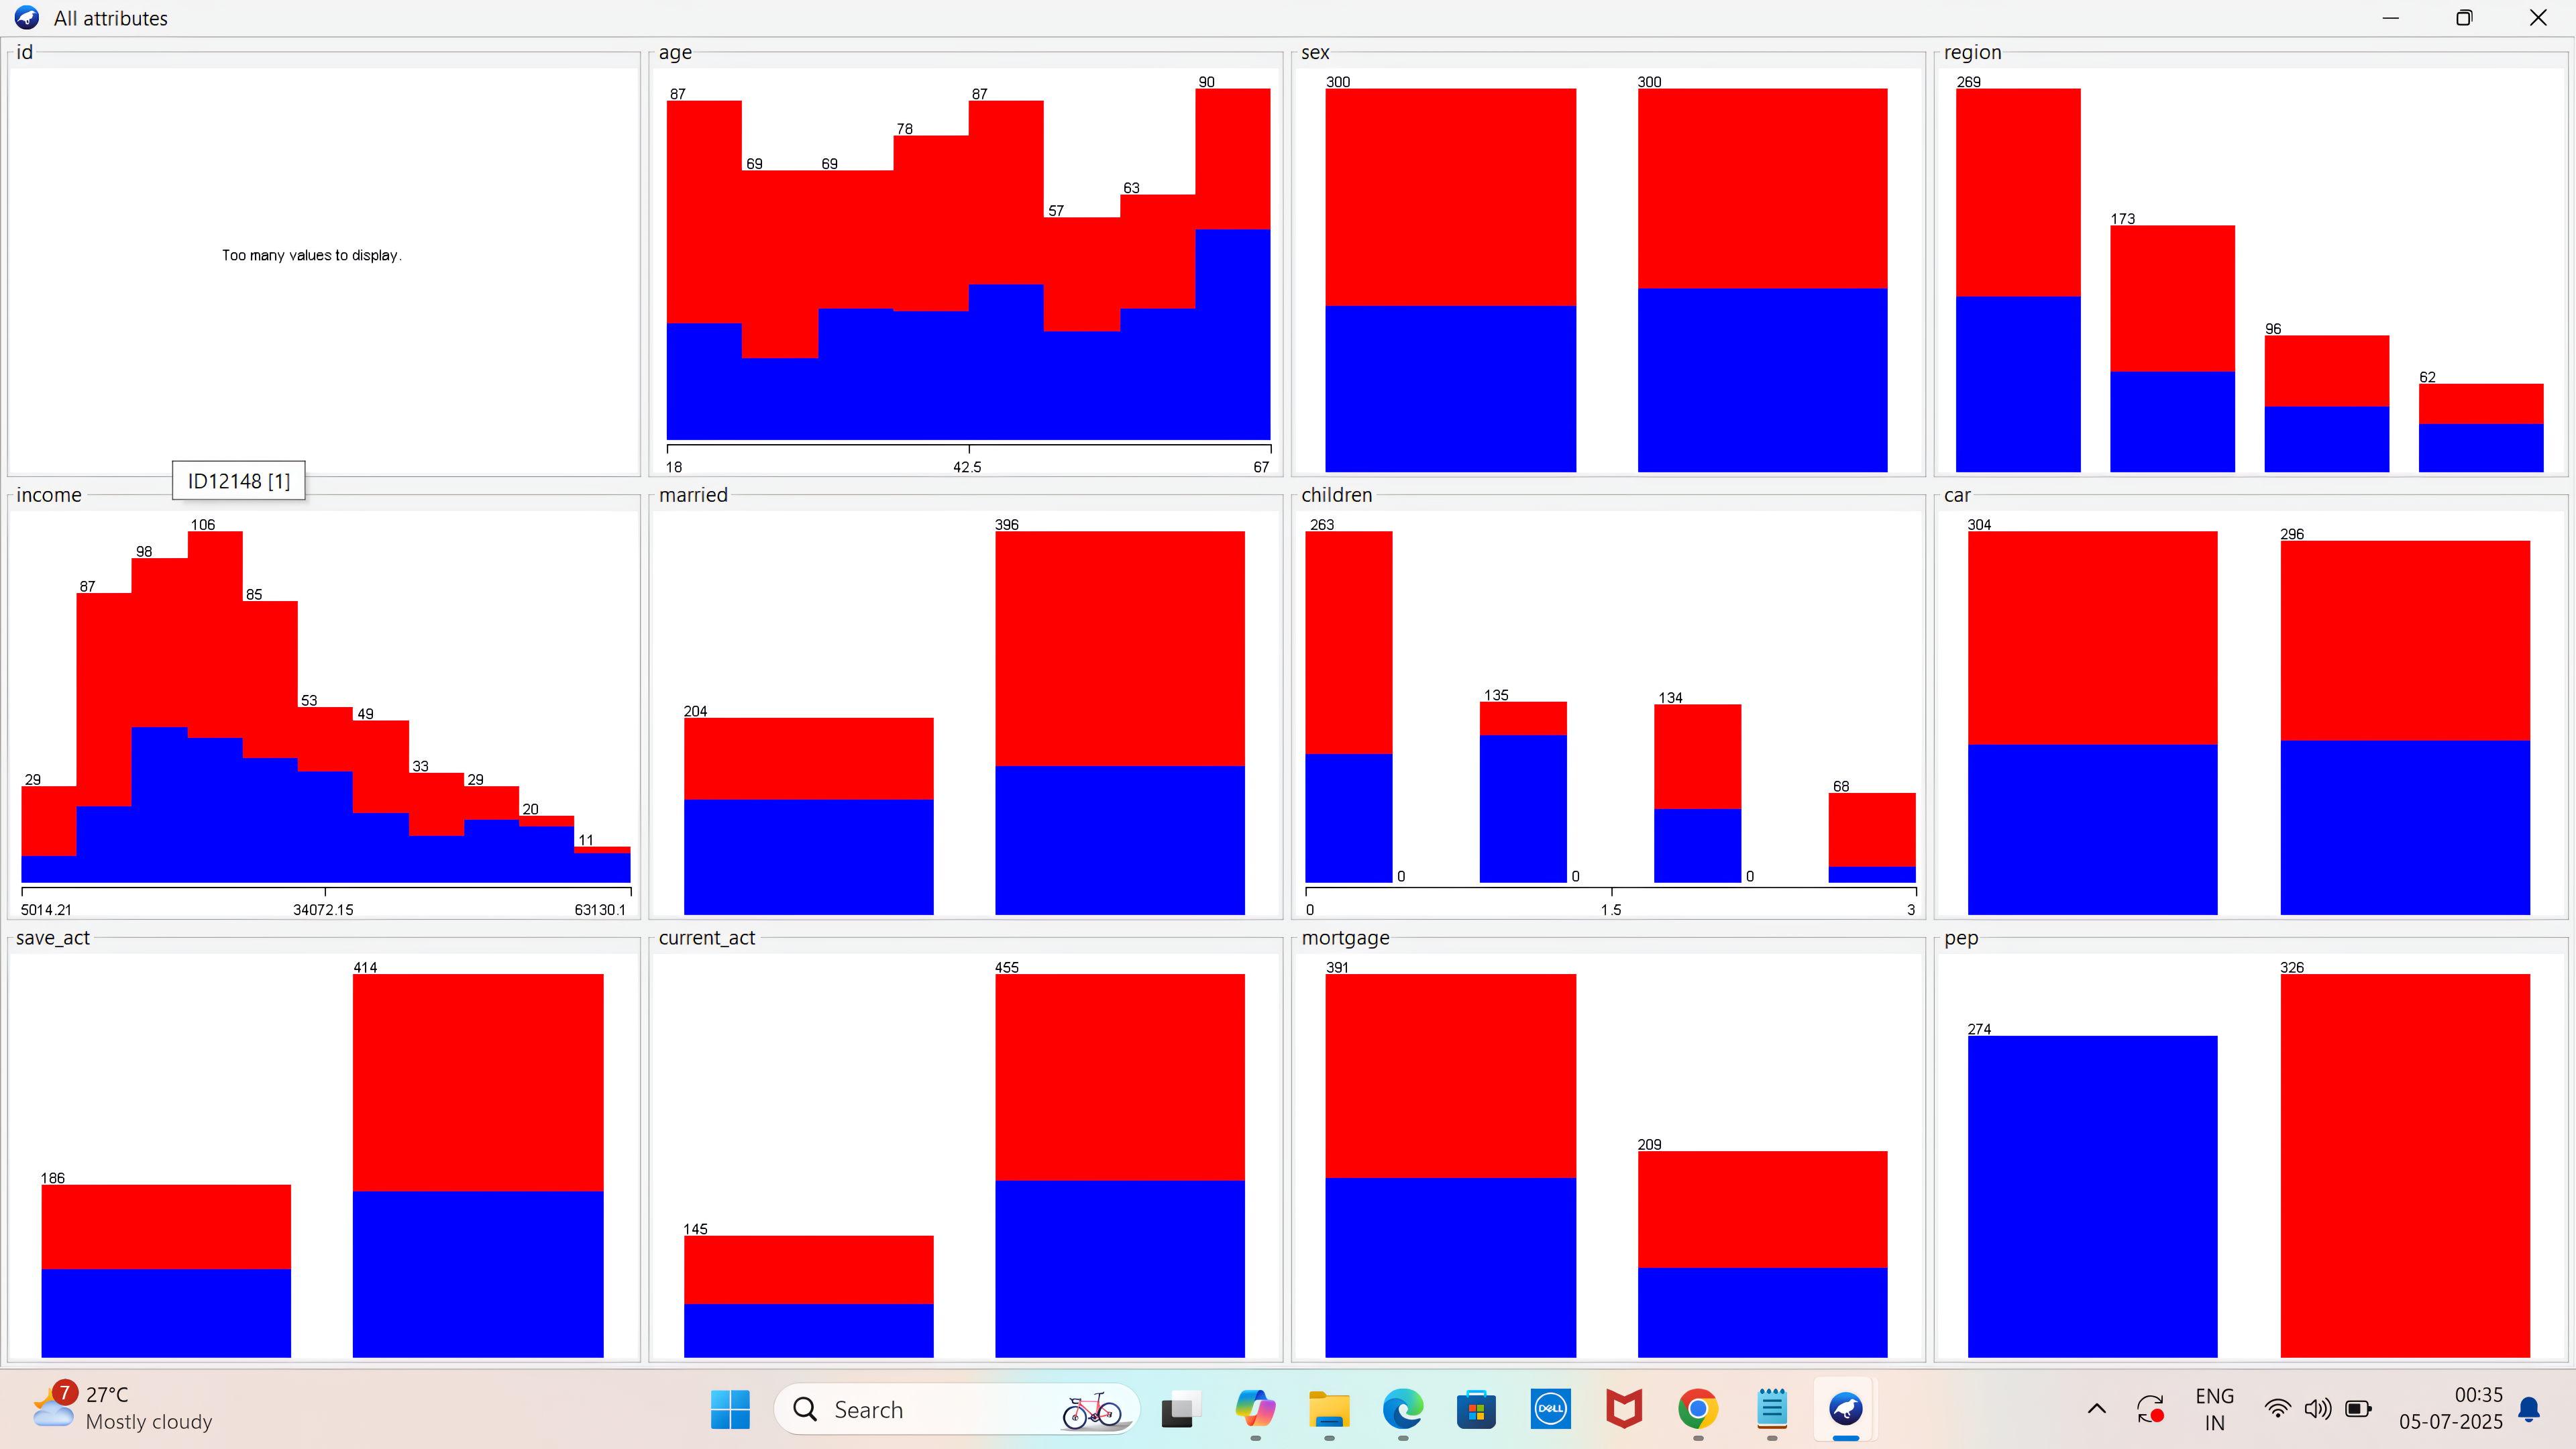 All attributes
id
Too many values to display.
ID12148 [1]
age
87
69
69
78
87
57
63
90
18
42.5
67
sex
300
300
region
269
173
96
62
income
29
87
98
106
85
53
49
33
29
20
11
5014.21
34072.15
63130.1
married
204
396
children
263
0
135
0
134
0
68
0
1.5
3
car
304
296
save_act
186
414
current_act
145
455
mortgage
391
209
pep
274
326
7
27°C
Mostly cloudy
Search
DELL
ENG
IN
00:35
05-07-2025